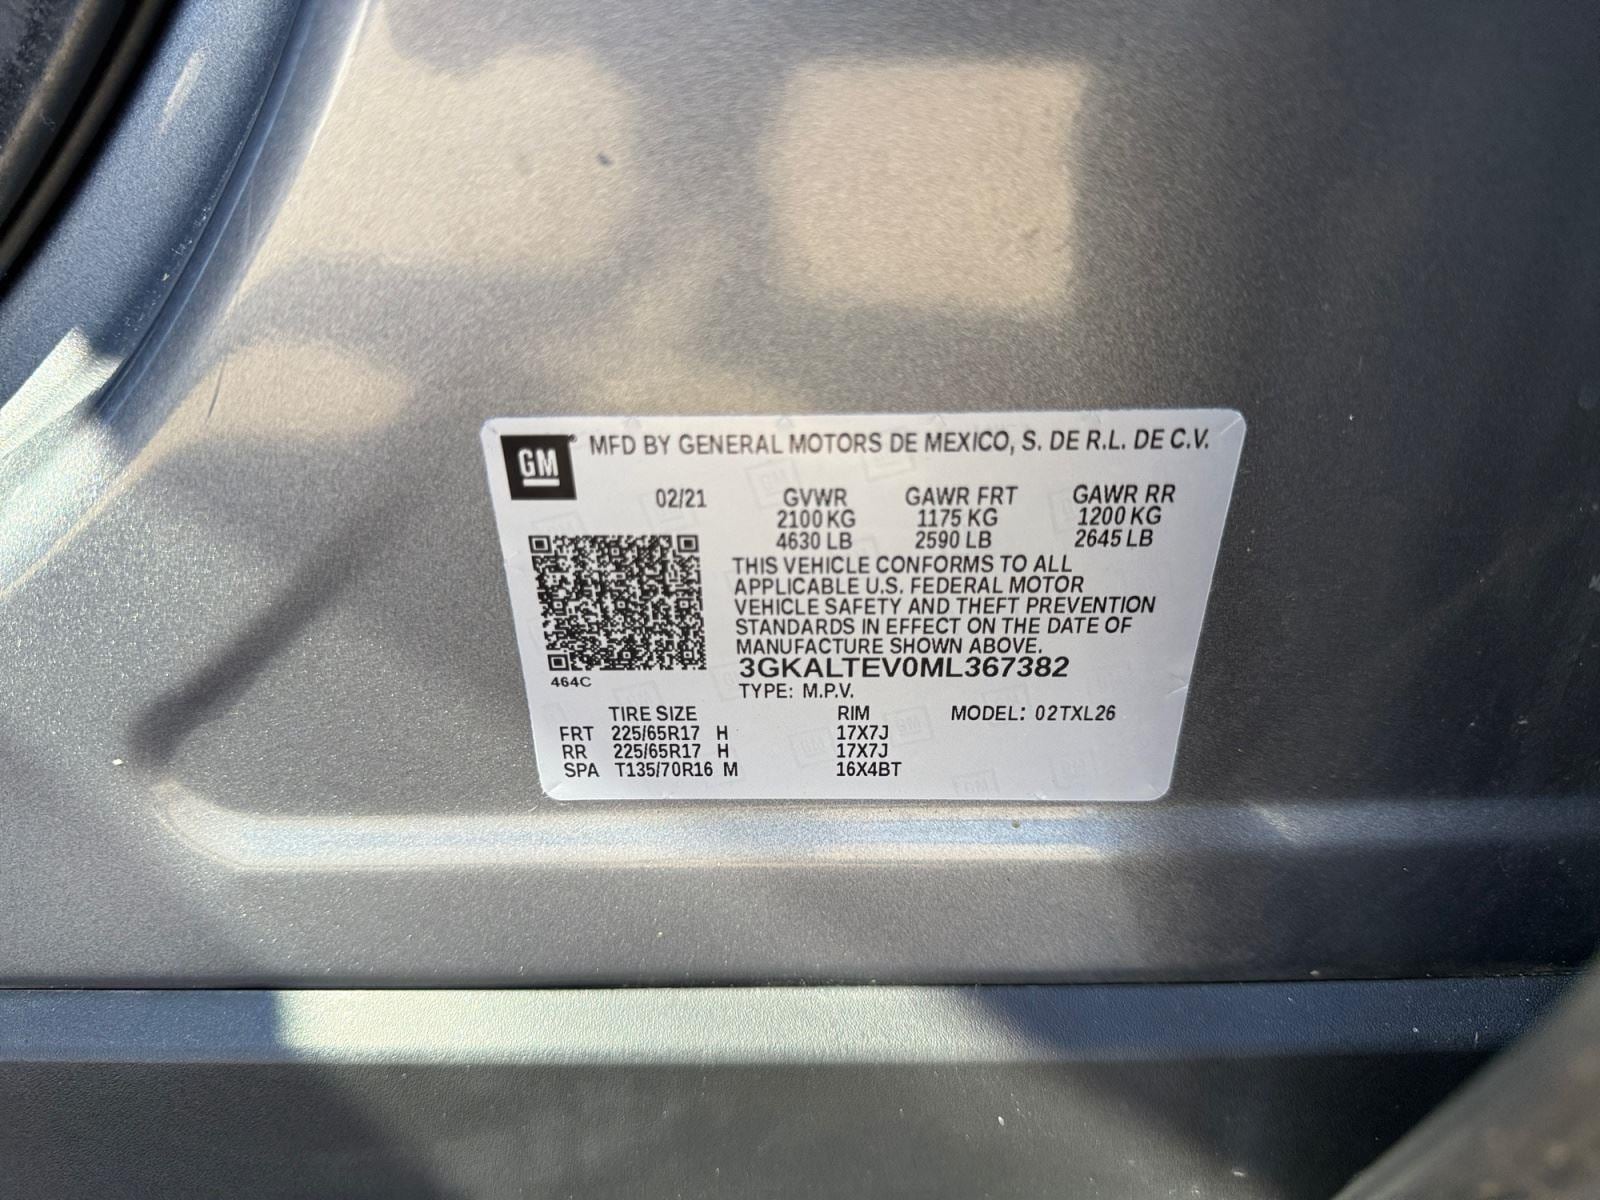 GM
MFD BY GENERAL MOTORS DE MEXICO, S. DE R.L. DE C.V.
02/21 GVWR GAWR FRT GAWR RR
2100 KG 1175 KG 1200 KG
4630 LB 2590 LB 2645 LB
THIS VEHICLE CONFORMS TO ALL
APPLICABLE U.S. FEDERAL MOTOR
VEHICLE SAFETY AND THEFT PREVENTION
STANDARDS IN EFFECT ON THE DATE OF
MANUFACTURE SHOWN ABOVE.
3GKALTEV0ML367382
464C
TYPE: M.P.V.
TIRE SIZE RIM MODEL: 02TXL26
FRT 225/65R17 H 17X7J
RR 225/65R17 H 17X7J
SPA T135/70R16 M 16X4BT